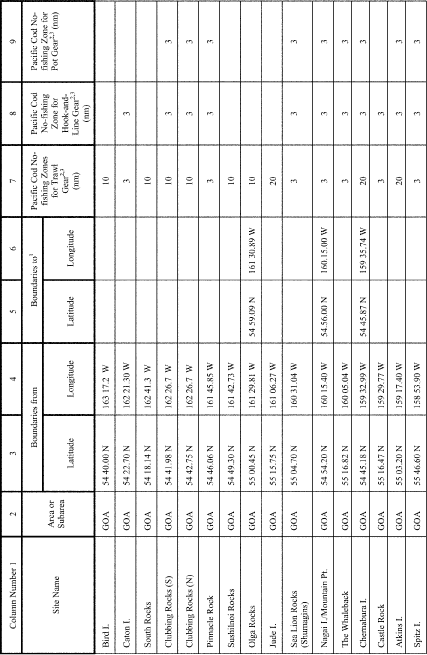 Column Number 1 2 3 4 5 6 7 8 9
Site Name
Area or Subarea
Boundaries from
Boundaries to³
Latitude Longitude Latitude Longitude
Pacific Cod No-fishing Zones for Trawl Gear²,³ (nm)
Pacific Cod No-fishing Zone for Hook-and-Line Gear²,³ (nm)
Pacific Cod No-fishing Zone for Pot Gear²,³ (nm)
Bird I. GOA 54 40.00 N 163 17.2 W 10
Caton I. GOA 54 22.70 N 162 21.30 W 3 3
South Rocks GOA 54 18.14 N 162 41.3 W 10
Clubbing Rocks (S) GOA 54 41.98 N 162 26.7 W 10 3 3
Clubbing Rocks (N) GOA 54 42.75 N 162 26.7 W 10 3 3
Pinnacle Rock GOA 54 46.06 N 161 45.85 W 3 3 3
Sushilnoi Rocks GOA 54 49.30 N 161 42.73 W 10
Olga Rocks GOA 55 00.45 N 161 29.81 W 54 59.09 N 161 30.89 W 10
Jude I. GOA 55 15.75 N 161 06.27 W 20
Sea Lion Rocks (Shumagins) GOA 55 04.70 N 160 31.04 W 3 3 3
Nagai I./Mountain Pt. GOA 54 54.20 N 160 15.40 W 54 56.00 N 160 15.00 W 3 3 3
The Whaleback GOA 55 16.82 N 160 05.04 W 3 3 3
Chernabura I. GOA 54 45.18 N 159 32.99 W 54 45.87 N 159 35.74 W 20 3 3
Castle Rock GOA 55 16.47 N 159 29.77 W 3 3
Atkins I. GOA 55 03.20 N 159 17.40 W 20 3 3
Spitz I. GOA 55 46.60 N 158 53.90 W 3 3 3